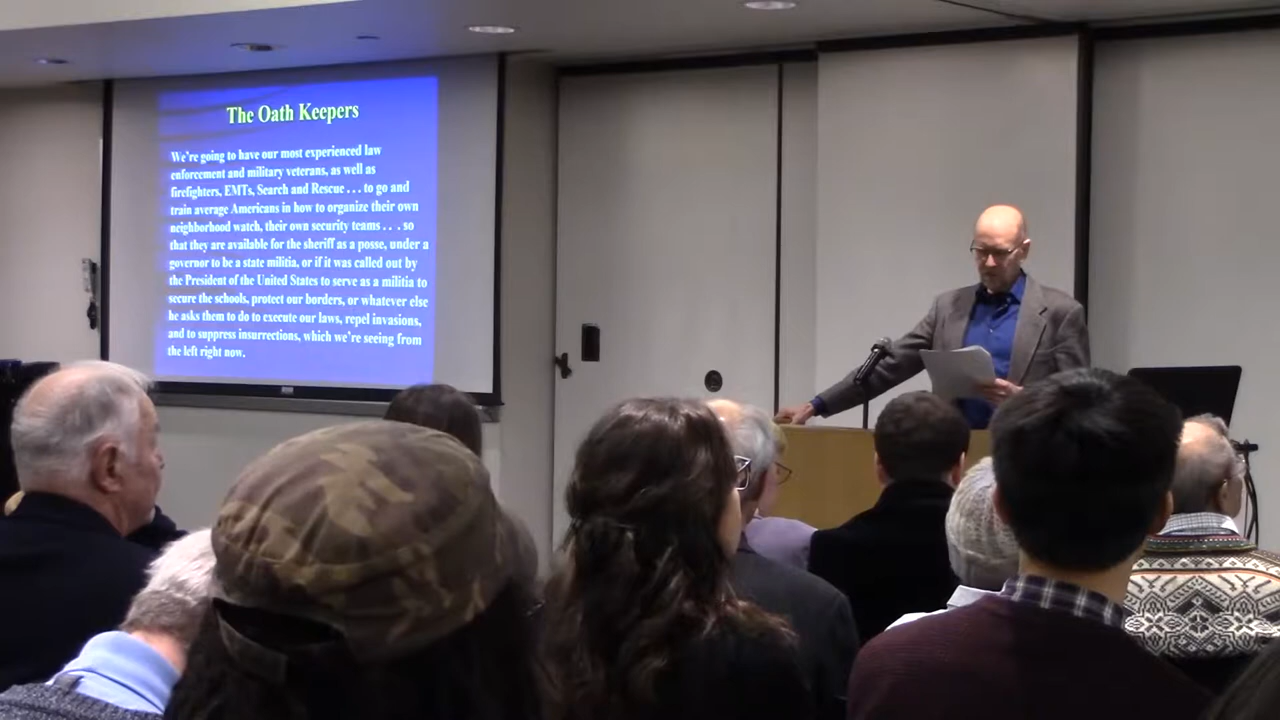 The Oath Keepers
We're going to have our most experienced law
enforcement and military veterans, as well as
firefighters, EMTs, Search and Rescue . . . to go and
train average Americans in how to organize their own
neighborhood watch, their own security teams . . . so
that they are available for the sheriff as a posse, under a
governor to be a state militia, or if it was called out by
the President of the United States to serve as a militia to
secure the schools, protect our borders, or whatever else
he asks them to do to execute our laws, repel invasions,
and to suppress insurrections, which we're seeing from
the left right now.